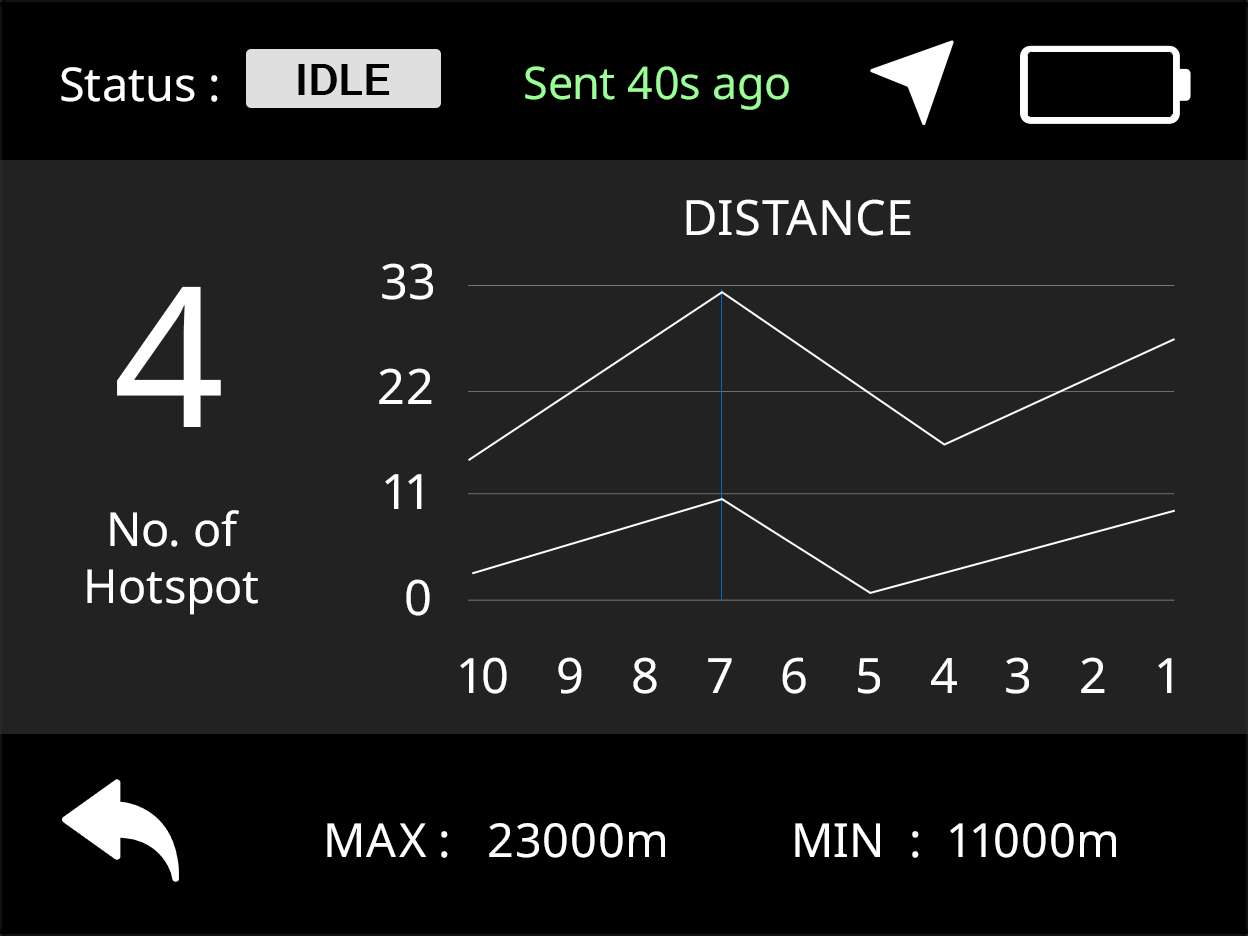 Status : IDLE Sent 40s ago
DISTANCE
33
22
11
0
4
No. of
Hotspot
10 9 8 7 6 5 4 3 2 1
MAX : 23000m MIN : 11000m